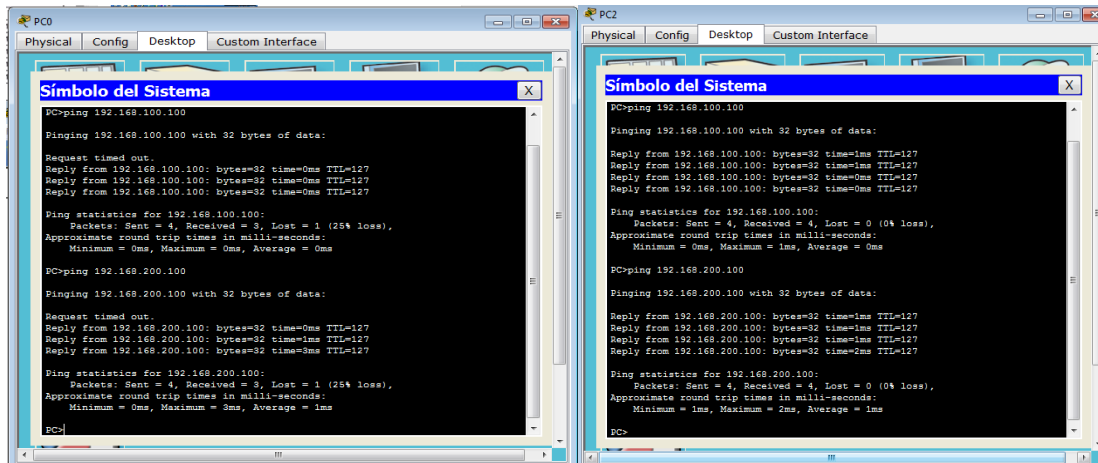 PC0
Physical Config Desktop Custom Interface
Símbolo del Sistema
X
PC>ping 192.168.100.100
Pinging 192.168.100.100 with 32 bytes of data:
Request timed out.
Reply from 192.168.100.100: bytes=32 time=0ms TTL=127
Reply from 192.168.100.100: bytes=32 time=0ms TTL=127
Reply from 192.168.100.100: bytes=32 time=0ms TTL=127
Ping statistics for 192.168.100.100:
Packets: Sent = 4, Received = 3, Lost = 1 (25% loss),
Approximate round trip times in milli-seconds:
Minimum = 0ms, Maximum = 0ms, Average = 0ms
PC>ping 192.168.200.100
Pinging 192.168.200.100 with 32 bytes of data:
Request timed out.
Reply from 192.168.200.100: bytes=32 time=0ms TTL=127
Reply from 192.168.200.100: bytes=32 time=1ms TTL=127
Reply from 192.168.200.100: bytes=32 time=3ms TTL=127
Ping statistics for 192.168.200.100:
Packets: Sent = 4, Received = 3, Lost = 1 (25% loss),
Approximate round trip times in milli-seconds:
Minimum = 0ms, Maximum = 3ms, Average = 1ms
PC>
PC2
Physical Config Desktop Custom Interface
Símbolo del Sistema
X
PC>ping 192.168.100.100
Pinging 192.168.100.100 with 32 bytes of data:
Reply from 192.168.100.100: bytes=32 time=1ms TTL=127
Reply from 192.168.100.100: bytes=32 time=1ms TTL=127
Reply from 192.168.100.100: bytes=32 time=0ms TTL=127
Reply from 192.168.100.100: bytes=32 time=0ms TTL=127
Ping statistics for 192.168.100.100:
Packets: Sent = 4, Received = 4, Lost = 0 (0% loss),
Approximate round trip times in milli-seconds:
Minimum = 0ms, Maximum = 1ms, Average = 0ms
PC>ping 192.168.200.100
Pinging 192.168.200.100 with 32 bytes of data:
Reply from 192.168.200.100: bytes=32 time=1ms TTL=127
Reply from 192.168.200.100: bytes=32 time=1ms TTL=127
Reply from 192.168.200.100: bytes=32 time=1ms TTL=127
Reply from 192.168.200.100: bytes=32 time=2ms TTL=127
Ping statistics for 192.168.200.100:
Packets: Sent = 4, Received = 4, Lost = 0 (0% loss),
Approximate round trip times in milli-seconds:
Minimum = 1ms, Maximum = 2ms, Average = 1ms
PC>